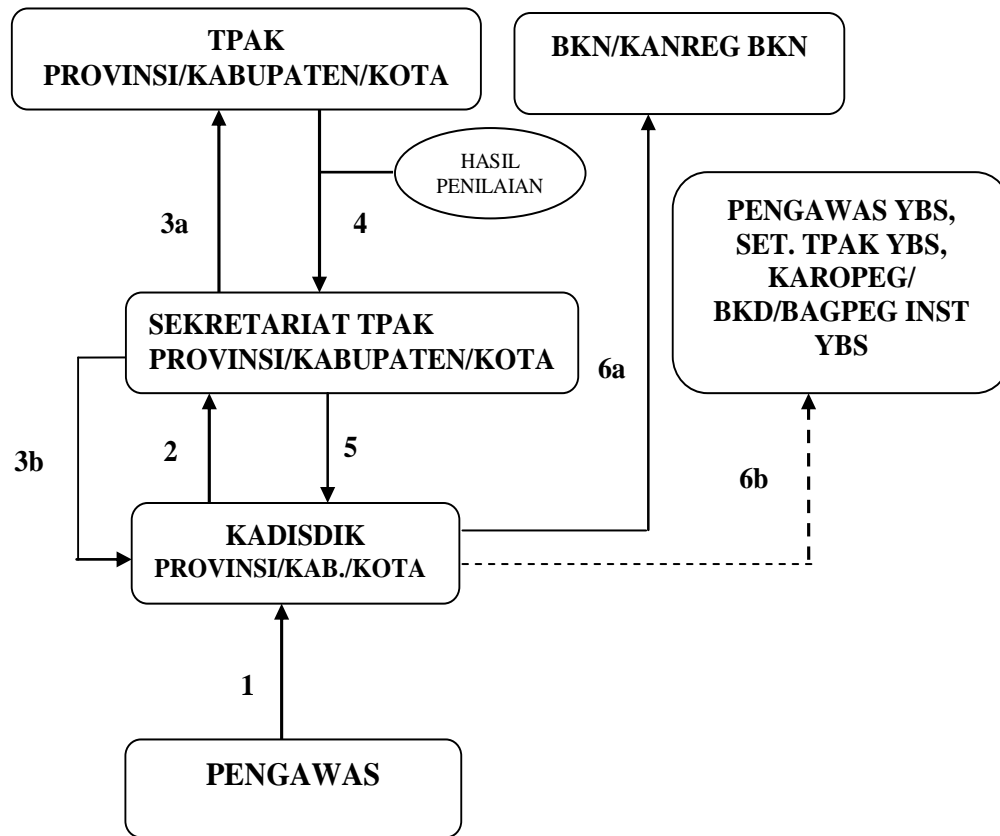 TPAK
PROVINSI/KABUPATEN/KOTA
BKN/KANREG BKN
HASIL
PENILAIAN
3a
4
PENGAWAS YBS,
SET. TPAK YBS,
KAROPEG/
BKD/BAGPEG INST
YBS
SEKRETARIAT TPAK
PROVINSI/KABUPATEN/KOTA
6a
3b
2
5
6b
KADISDIK
PROVINSI/KAB./KOTA
1
PENGAWAS